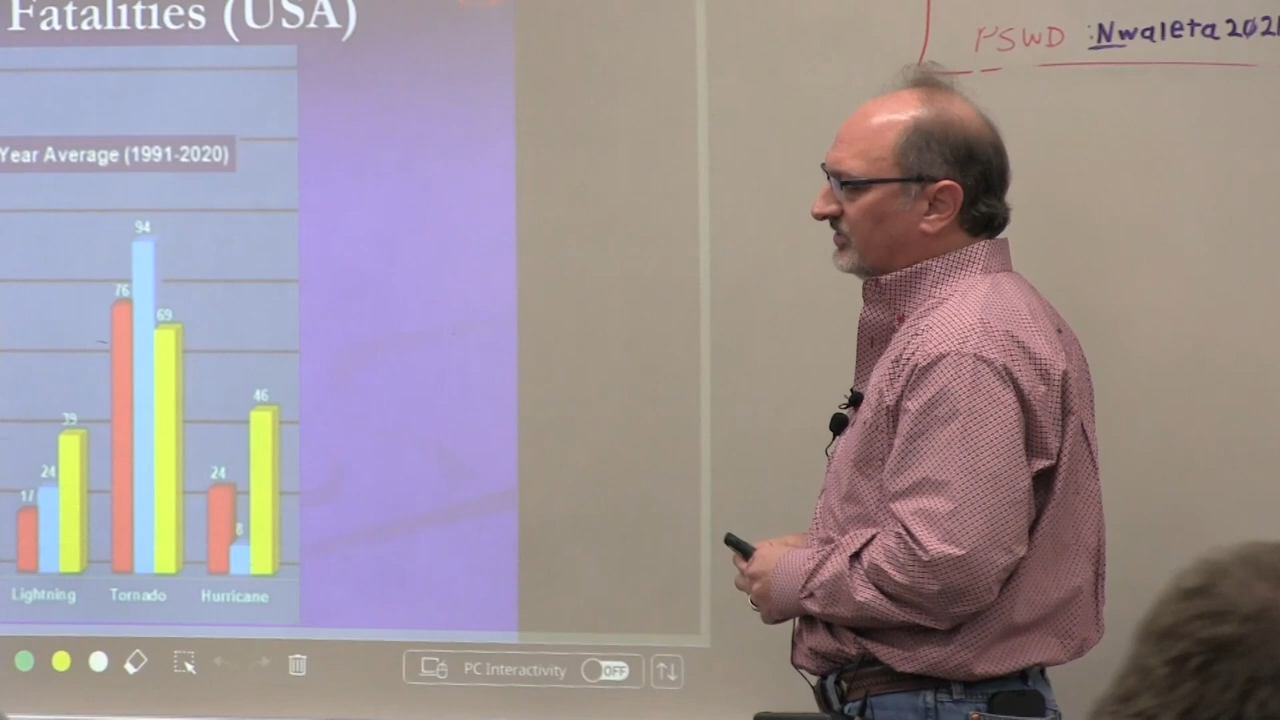 Fatalities (USA)
PSWD :Nwaleta202
Year Average (1991-2020)
94
76
69
46
39
24
24
17
8
Lightning Tornado Hurricane
PC Interactivity OFF